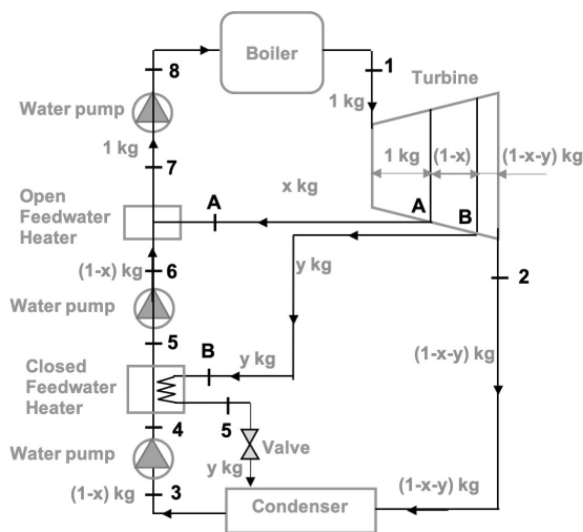 8
Boiler
1
Turbine
Water pump
1 kg
1 kg
7
1 kg
(1-x)
(1-x-y) kg
x kg
Open
Feedwater
Heater
A
A
B
(1-x) kg
6
y kg
2
Water pump
5
(1-x-y) kg
Closed
Feedwater
Heater
B
y kg
5
4
Valve
Water pump
y kg
(1-x) kg
3
Condenser
(1-x-y) kg